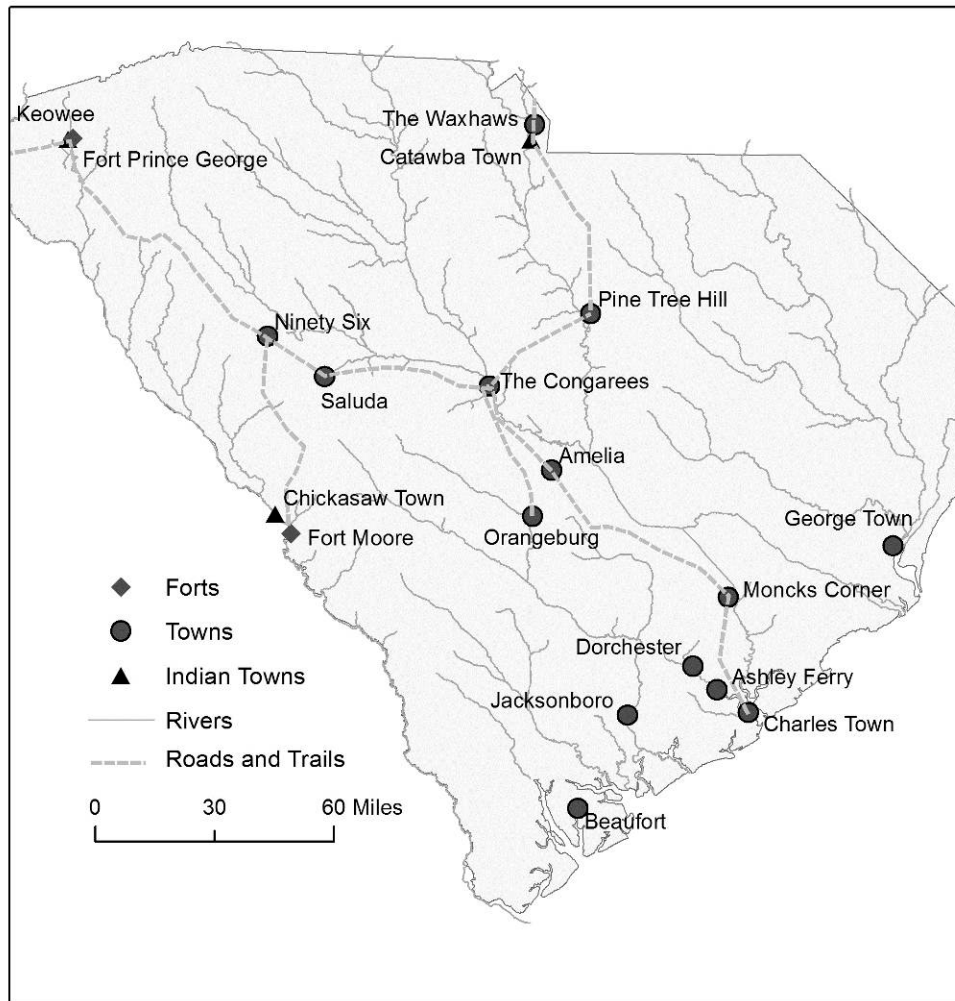 Keowee
Fort Prince George
The Waxhaws
Catawba Town
Pine Tree Hill
Ninety Six
Saluda
The Congarees
Amelia
Chickasaw Town
Fort Moore
Orangeburg
George Town
Moncks Corner
Dorchester
Ashley Ferry
Jacksonboro
Charles Town
Beaufort
Forts
Towns
Indian Towns
Rivers
Roads and Trails
0 30 60 Miles